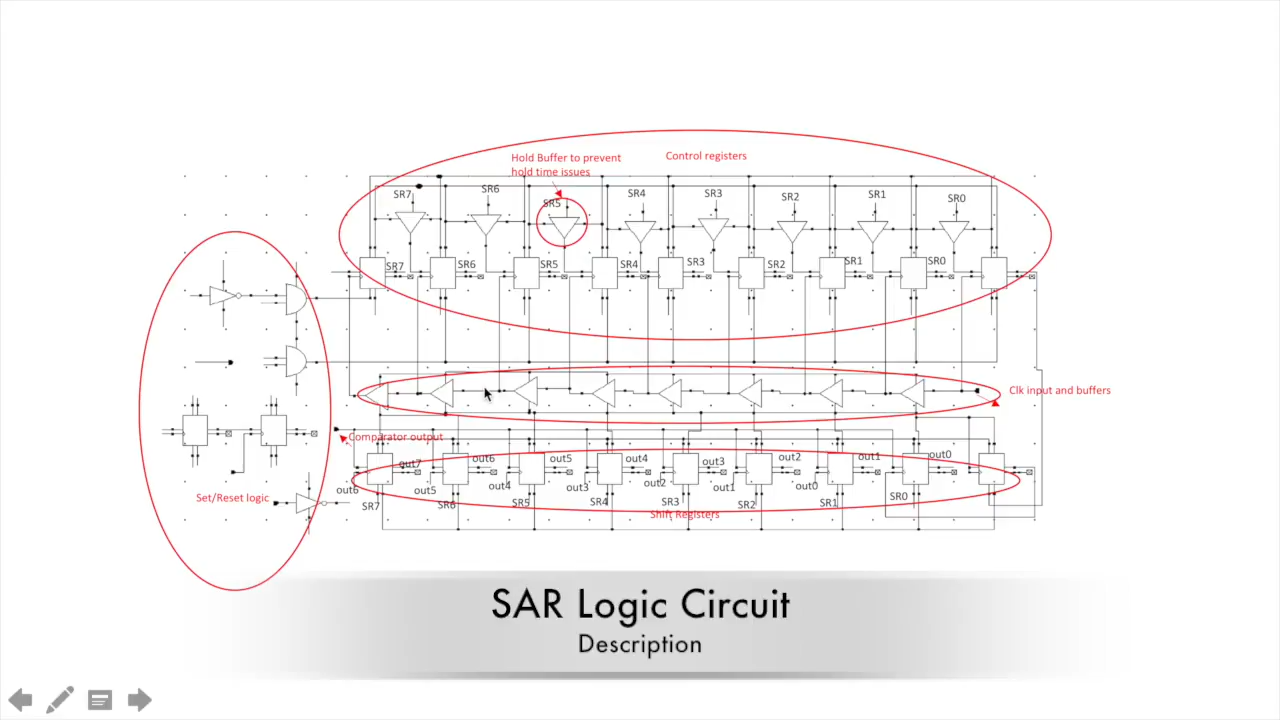 Hold Buffer to prevent
hold time issues
Control registers
SR7
SR6
SR5
SR4
SR3
SR2
SR1
SR0
SR7
SR6
SR5
SR4
SR3
SR2
SR1
SR0
Clk input and buffers
Comparator output
out7
out6
out5
out4
out3
out2
out1
out0
out6
out5
out4
out3
out2
out1
out0
Set/Reset logic
SR7
SR6
SR5
SR4
SR3
SR2
SR1
SR0
Shift Registers
SAR Logic Circuit
Description